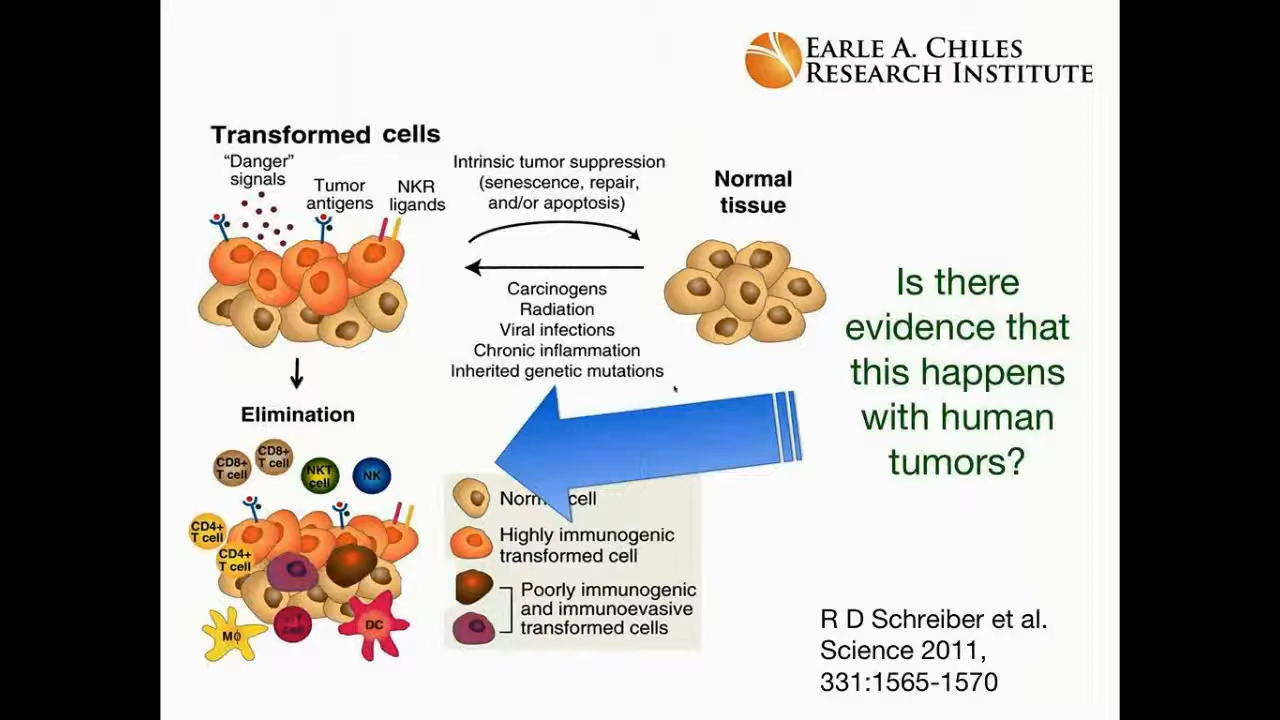 EARLE A. CHILES
RESEARCH INSTITUTE
Transformed cells
"Danger"
signals
Tumor
antigens
NKR
ligands
Intrinsic tumor suppression
(senescence, repair,
and/or apoptosis)
Normal
tissue
Carcinogens
Radiation
Viral infections
Chronic inflammation
Inherited genetic mutations
Is there
evidence that
this happens
with human
tumors?
Elimination
CD8+
T cell
CD8+
T cell
NKT
cell
NK
CD4+
T cell
CD4+
T cell
Mϕ
cell
DC
cell
Highly immunogenic
transformed cell
Poorly immunogenic
and immunoevasive
transformed cells
R D Schreiber et al.
Science 2011,
331:1565-1570